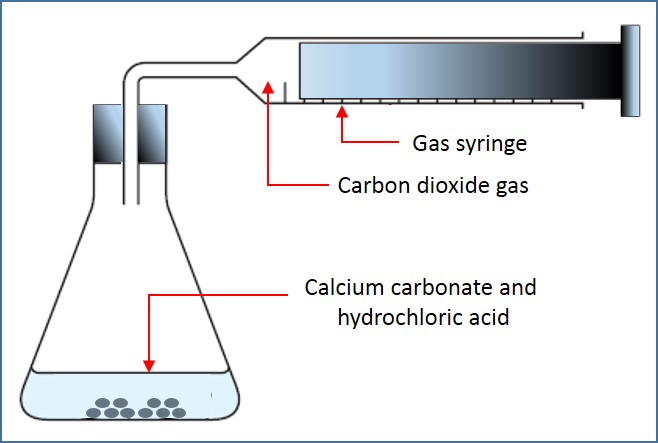 Gas syringe
Carbon dioxide gas
Calcium carbonate and
hydrochloric acid